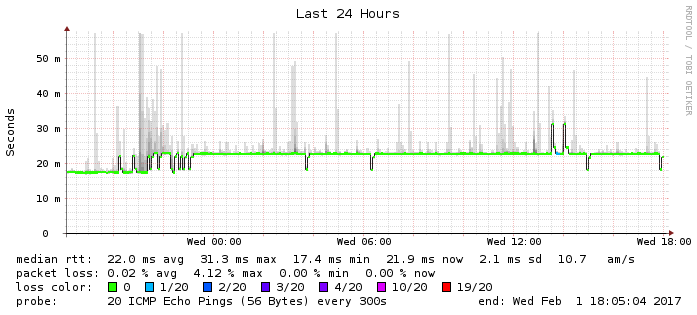 Last 24 Hours
RRDTOOL / TOBI OETIKER
Seconds
50 m
40 m
30 m
20 m
10 m
0
Wed 00:00 Wed 06:00 Wed 12:00 Wed 18:00
median rtt: 22.0 ms avg 31.3 ms max 17.4 ms min 21.9 ms now 2.1 ms sd 10.7 am/s
packet loss: 0.02 % avg 4.12 % max 0.00 % min 0.00 % now
loss color: 0 1/20 2/20 3/20 4/20 10/20 19/20
probe: 20 ICMP Echo Pings (56 Bytes) every 300s end: Wed Feb 1 18:05:04 2017